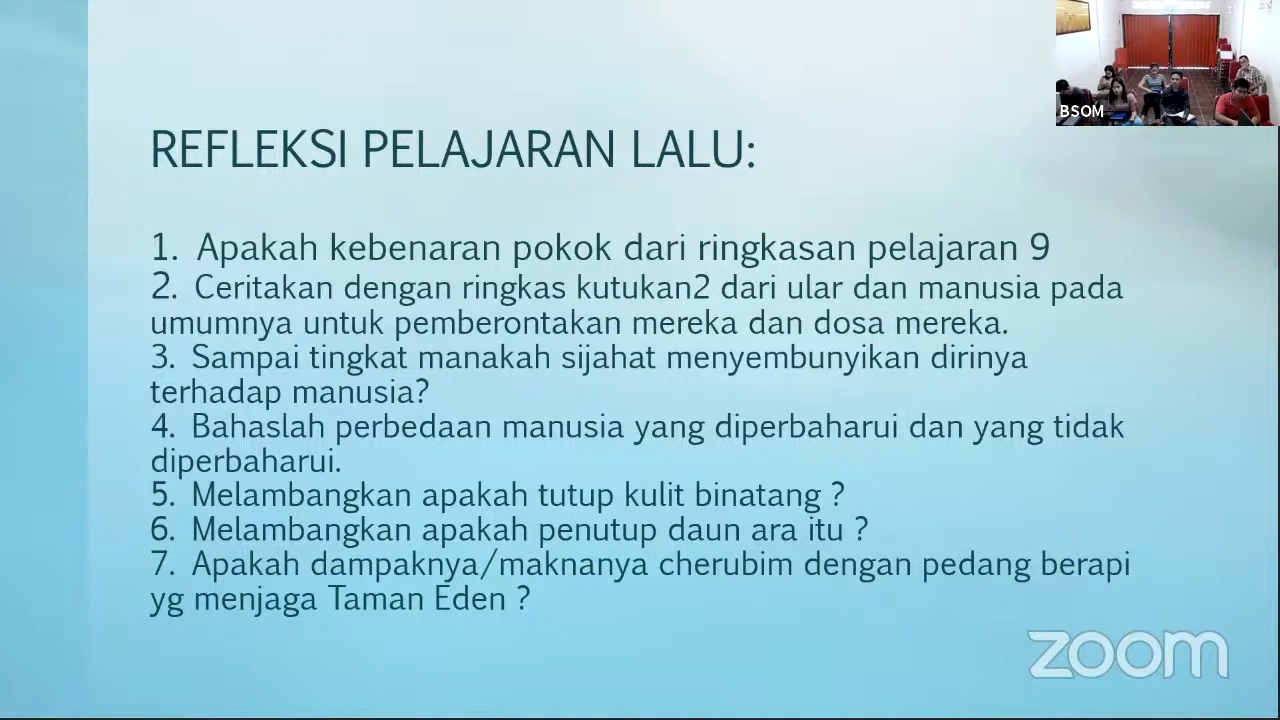 BSOM
REFLEKSI PELAJARAN LALU:
1. Apakah kebenaran pokok dari ringkasan pelajaran 9
2. Ceritakan dengan ringkas kutukan2 dari ular dan manusia pada
umumnya untuk pemberontakan mereka dan dosa mereka.
3. Sampai tingkat manakah sijahat menyembunyikan dirinya
terhadap manusia?
4. Bahaslah perbedaan manusia yang diperbaharui dan yang tidak
diperbaharui.
5. Melambangkan apakah tutup kulit binatang ?
6. Melambangkan apakah penutup daun ara itu ?
7. Apakah dampaknya/maknanya cherubim dengan pedang berapi
yg menjaga Taman Eden ?
zoom